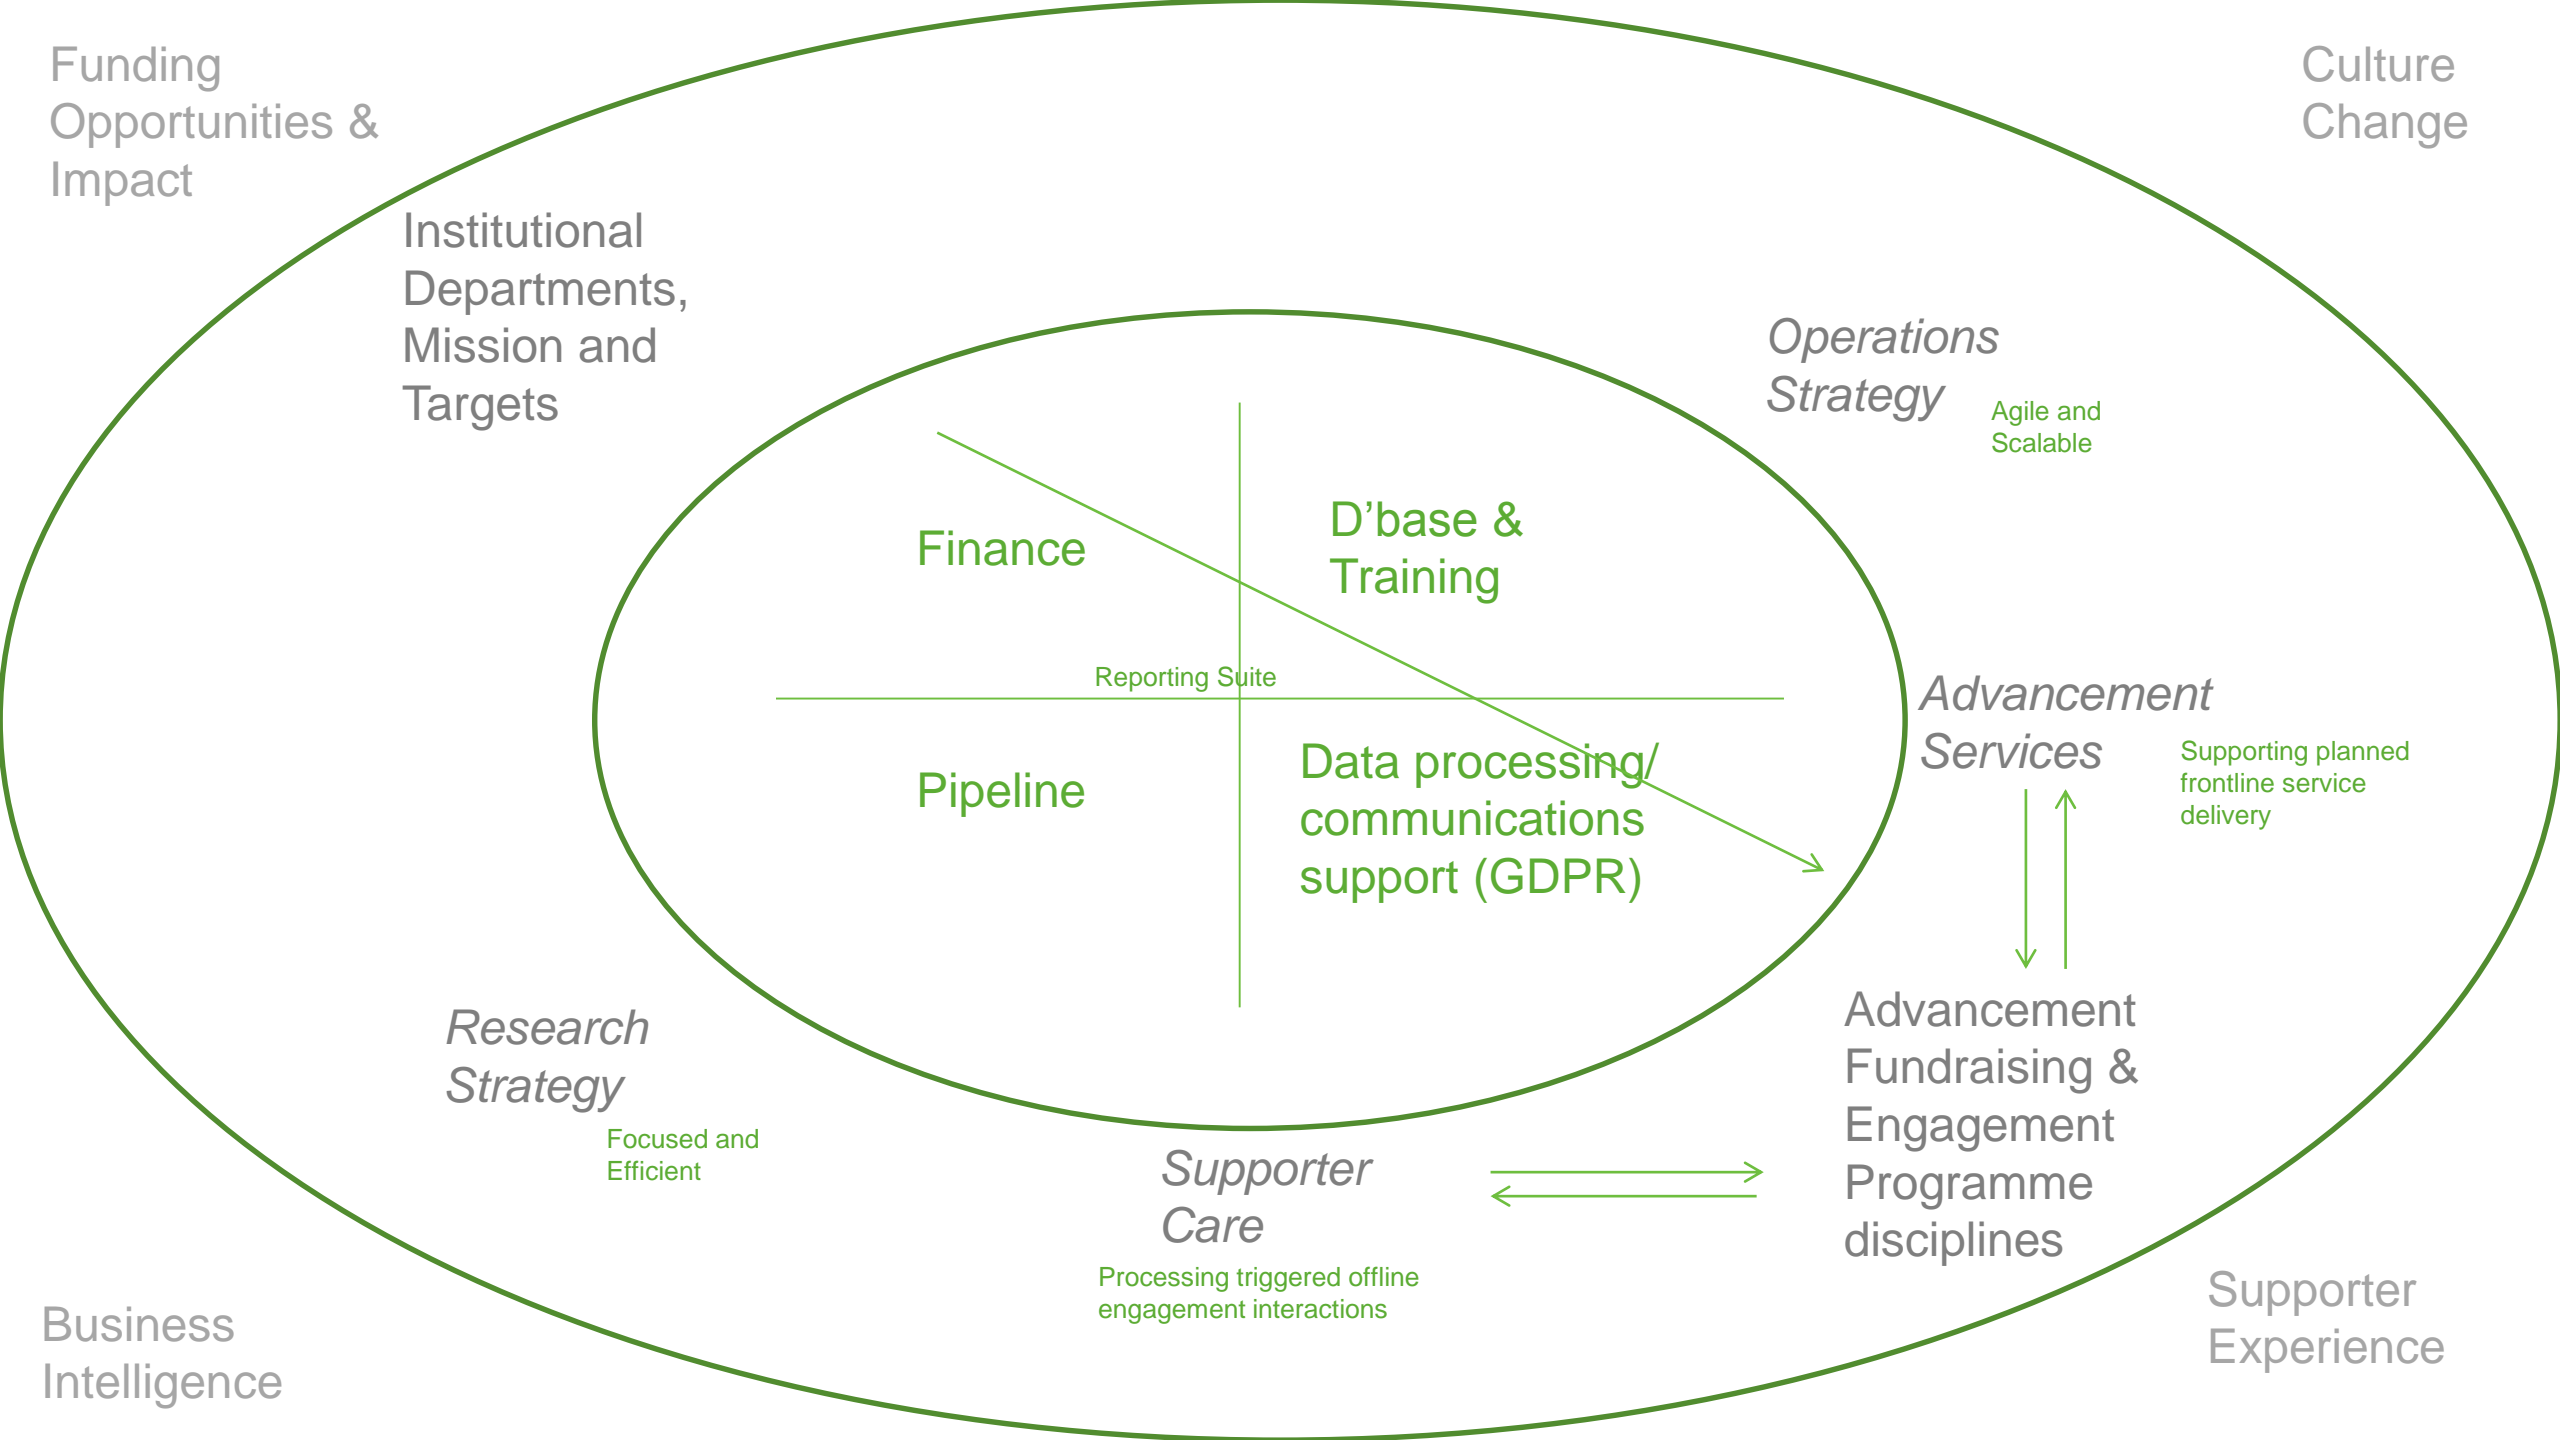 Funding
Opportunities &
Impact
Culture
Change
Institutional
Departments,
Mission and
Targets
Operations
Strategy
Agile and
Scalable
Finance
D’base &
Training
Reporting Suite
Pipeline
Data processing/
communications
support (GDPR)
Advancement
Services
Supporting planned
frontline service
delivery
Research
Strategy
Focused and
Efficient
Supporter
Care
Processing triggered offline
engagement interactions
Advancement
Fundraising &
Engagement
Programme
disciplines
Business
Intelligence
Supporter
Experience